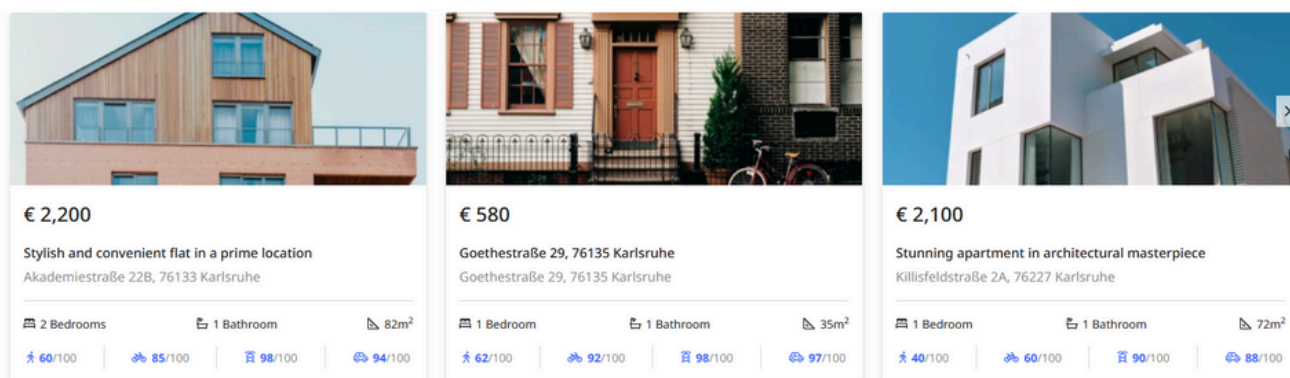 € 2,200
Stylish and convenient flat in a prime location
Akademiestraße 22B, 76133 Karlsruhe
2 Bedrooms 1 Bathroom 82m²
60/100 85/100 98/100 94/100
€ 580
Goethestraße 29, 76135 Karlsruhe
Goethestraße 29, 76135 Karlsruhe
1 Bedroom 1 Bathroom 35m²
62/100 92/100 98/100 97/100
€ 2,100
Stunning apartment in architectural masterpiece
Killisfeldstraße 2A, 76227 Karlsruhe
1 Bedroom 1 Bathroom 72m²
40/100 60/100 90/100 88/100